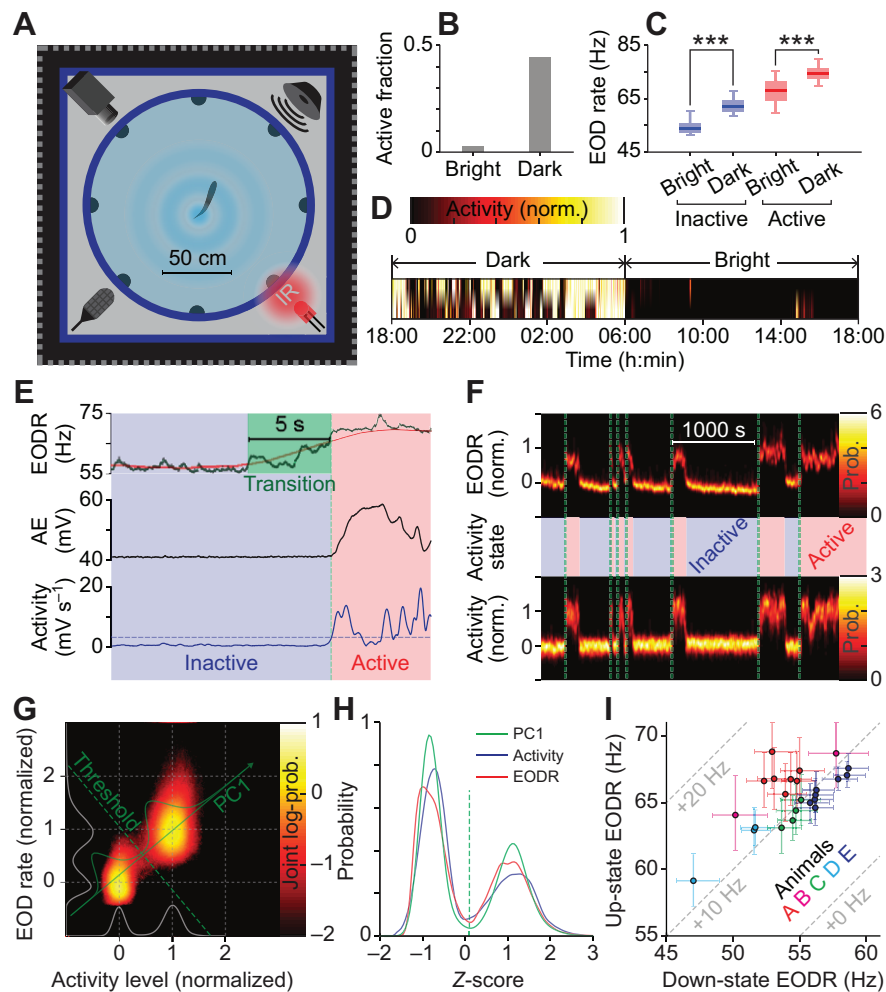 A
50 cm
IR
B
Active fraction
0.5
0
Bright
Dark
C
EOD rate (Hz)
85
65
45
***
***
Bright
Dark
Bright
Dark
Inactive
Active
D
Activity (norm.)
0
1
Dark
Bright
18:00
22:00
02:00
06:00
10:00
14:00
18:00
Time (h:min)
E
EODR
(Hz)
75
55
5 s
Transition
AE
(mV)
60
40
Activity
(mV s–1)
20
0
Inactive
Active
F
EODR
(norm.)
1
0
1000 s
6
Prob.
0
Activity
state
Inactive
Active
Activity
(norm.)
1
0
3
Prob.
0
G
EOD rate (normalized)
2
1
0
Threshold
PC1
0
1
2
Activity level (normalized)
Joint log-prob.
1
0
–1
–2
H
Probability
1
0
PC1
Activity
EODR
–2
–1
0
1
2
3
Z-score
I
Up-state EODR (Hz)
70
65
60
55
+20 Hz
+10 Hz
+0 Hz
Animals
A B C D E
45
50
55
60
Down-state EODR (Hz)